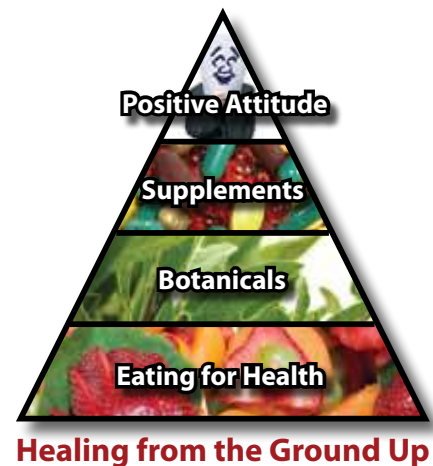 Positive Attitude
Supplements
Botanicals
Eating for Health
Healing from the Ground Up